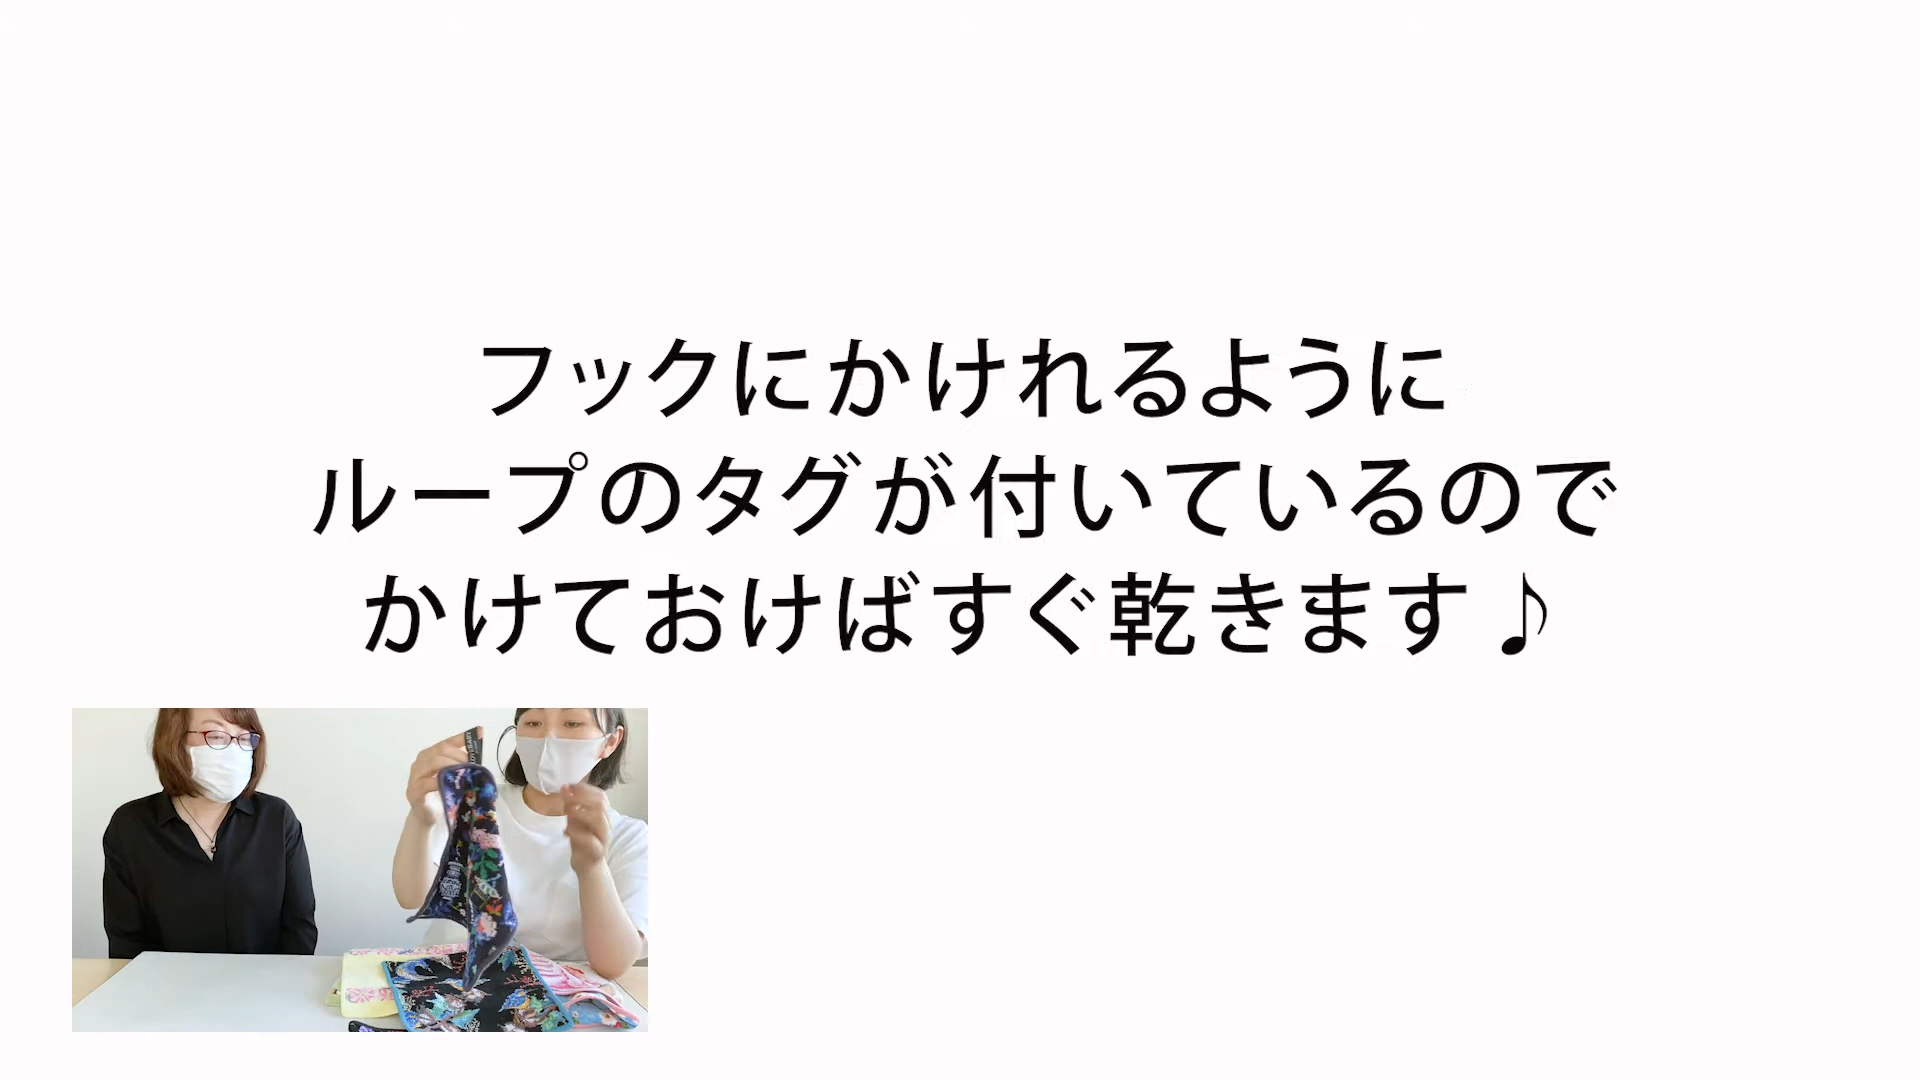 フックにかけれるように
ループのタグが付いているので
かけておけばすぐ乾きます♪